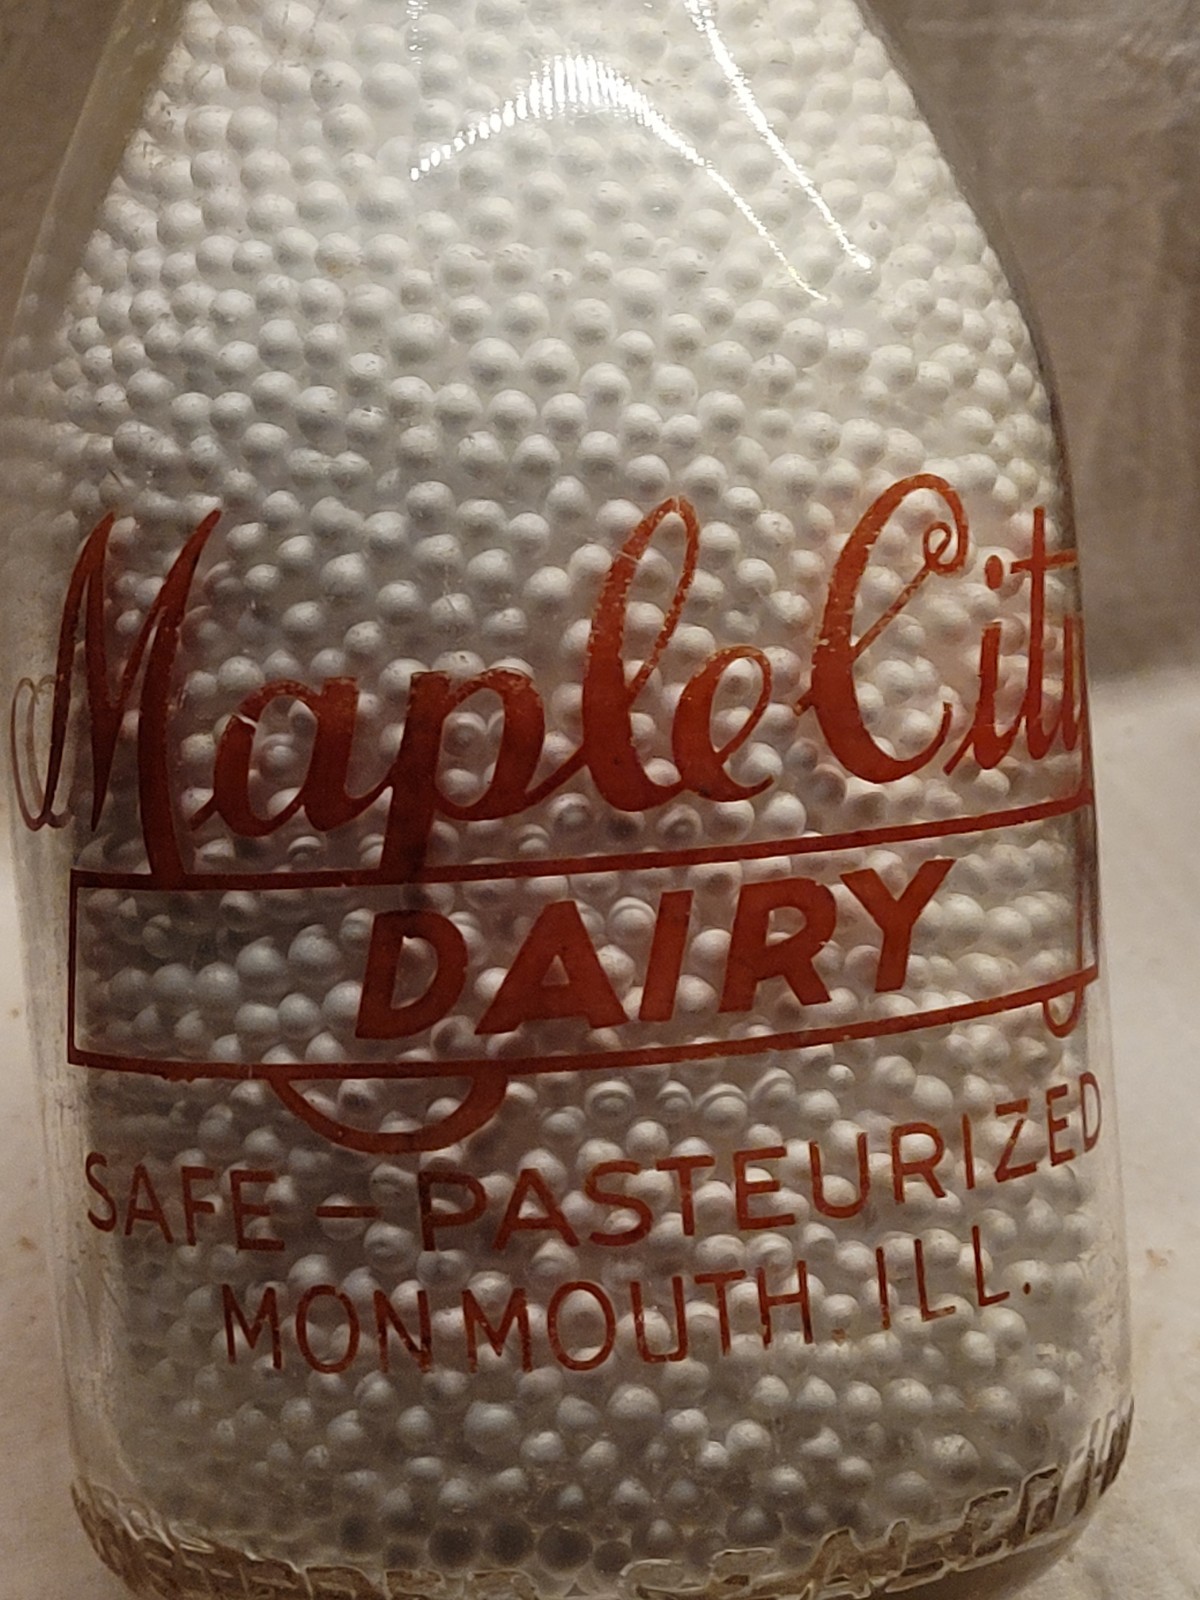 Maple City
DAIRY
SAFE - PASTEURIZED
MONMOUTH, ILL.